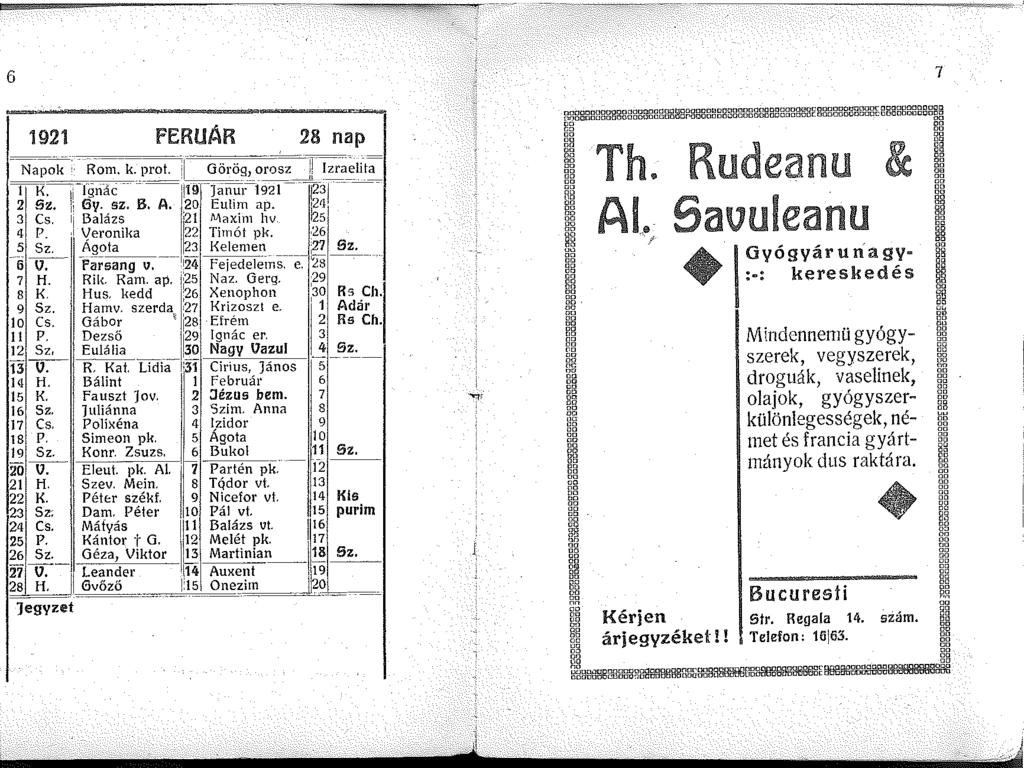 6
1921 FERUÁR 28 nap
Napok Rom. k. prot. Görög, orosz Izraelita
1 K. Ignác 19 Janur 1921 23
2 Sz. Gy. sz. B. A. 20 Eutim ap. 24
3 Cs. Balázs 21 Maxim hv. 25
4 P. Veronika 22 Timót pk. 26
5 Sz. Ágota 23 Kelemen 27 Sz.
6 V. Farsang v. 24 Fejedelems. e. 28
7 H. Rik. Ram. ap. 25 Naz. Gerg. 29
8 K. Hus. kedd 26 Xenophon 30 Rs Ch.
9 Sz. Hamv. szerda 27 Krizoszt e. 1 Adár
10 Cs. Gábor 28 Efrém 2 Rs Ch.
11 P. Dezső 29 Ignác er. 3
12 Sz. Eulália 30 Nagy Vazul 4 Sz.
13 V. R. Kat. Lidia 31 Cirius, János 5
14 H. Bálint 1 Február 6
15 K. Fauszt Jov. 2 Jézus bem. 7
16 Sz. Juliánna 3 Szim. Anna 8
17 Cs. Polixéna 4 Izidor 9
18 P. Simeon pk. 5 Ágota 10
19 Sz. Konr. Zsuzs. 6 Bukol 11 Sz.
20 V. Eleut. pk. Al. 7 Partén pk. 12
21 H. Szev. Mein. 8 Tódor vt. 13
22 K. Péter székf. 9 Nicefor vt. 14 Kis
23 Sz. Dam. Péter 10 Pál vt. 15 purim
24 Cs. Mátyás 11 Balázs vt. 16
25 P. Kántor † G. 12 Melét pk. 17
26 Sz. Géza, Viktor 13 Martinian 18 Sz.
27 V. Leander 14 Auxent 19
28 H. Győző 15 Onezim 20
Jegyzet
7
Th. Rudeanu &
Al. Savuleanu
Gyógyárunagy-
:-: kereskedés
Mindennemü gyógy-
szerek, vegyszerek,
droguák, vaselinek,
olajok, gyógyszer-
különlegességek, né-
met és francia gyárt-
mányok dus raktára.
Kérjen
árjegyzéket!!
Bucuresti
Str. Regala 14. szám.
Telefon: 16|63.